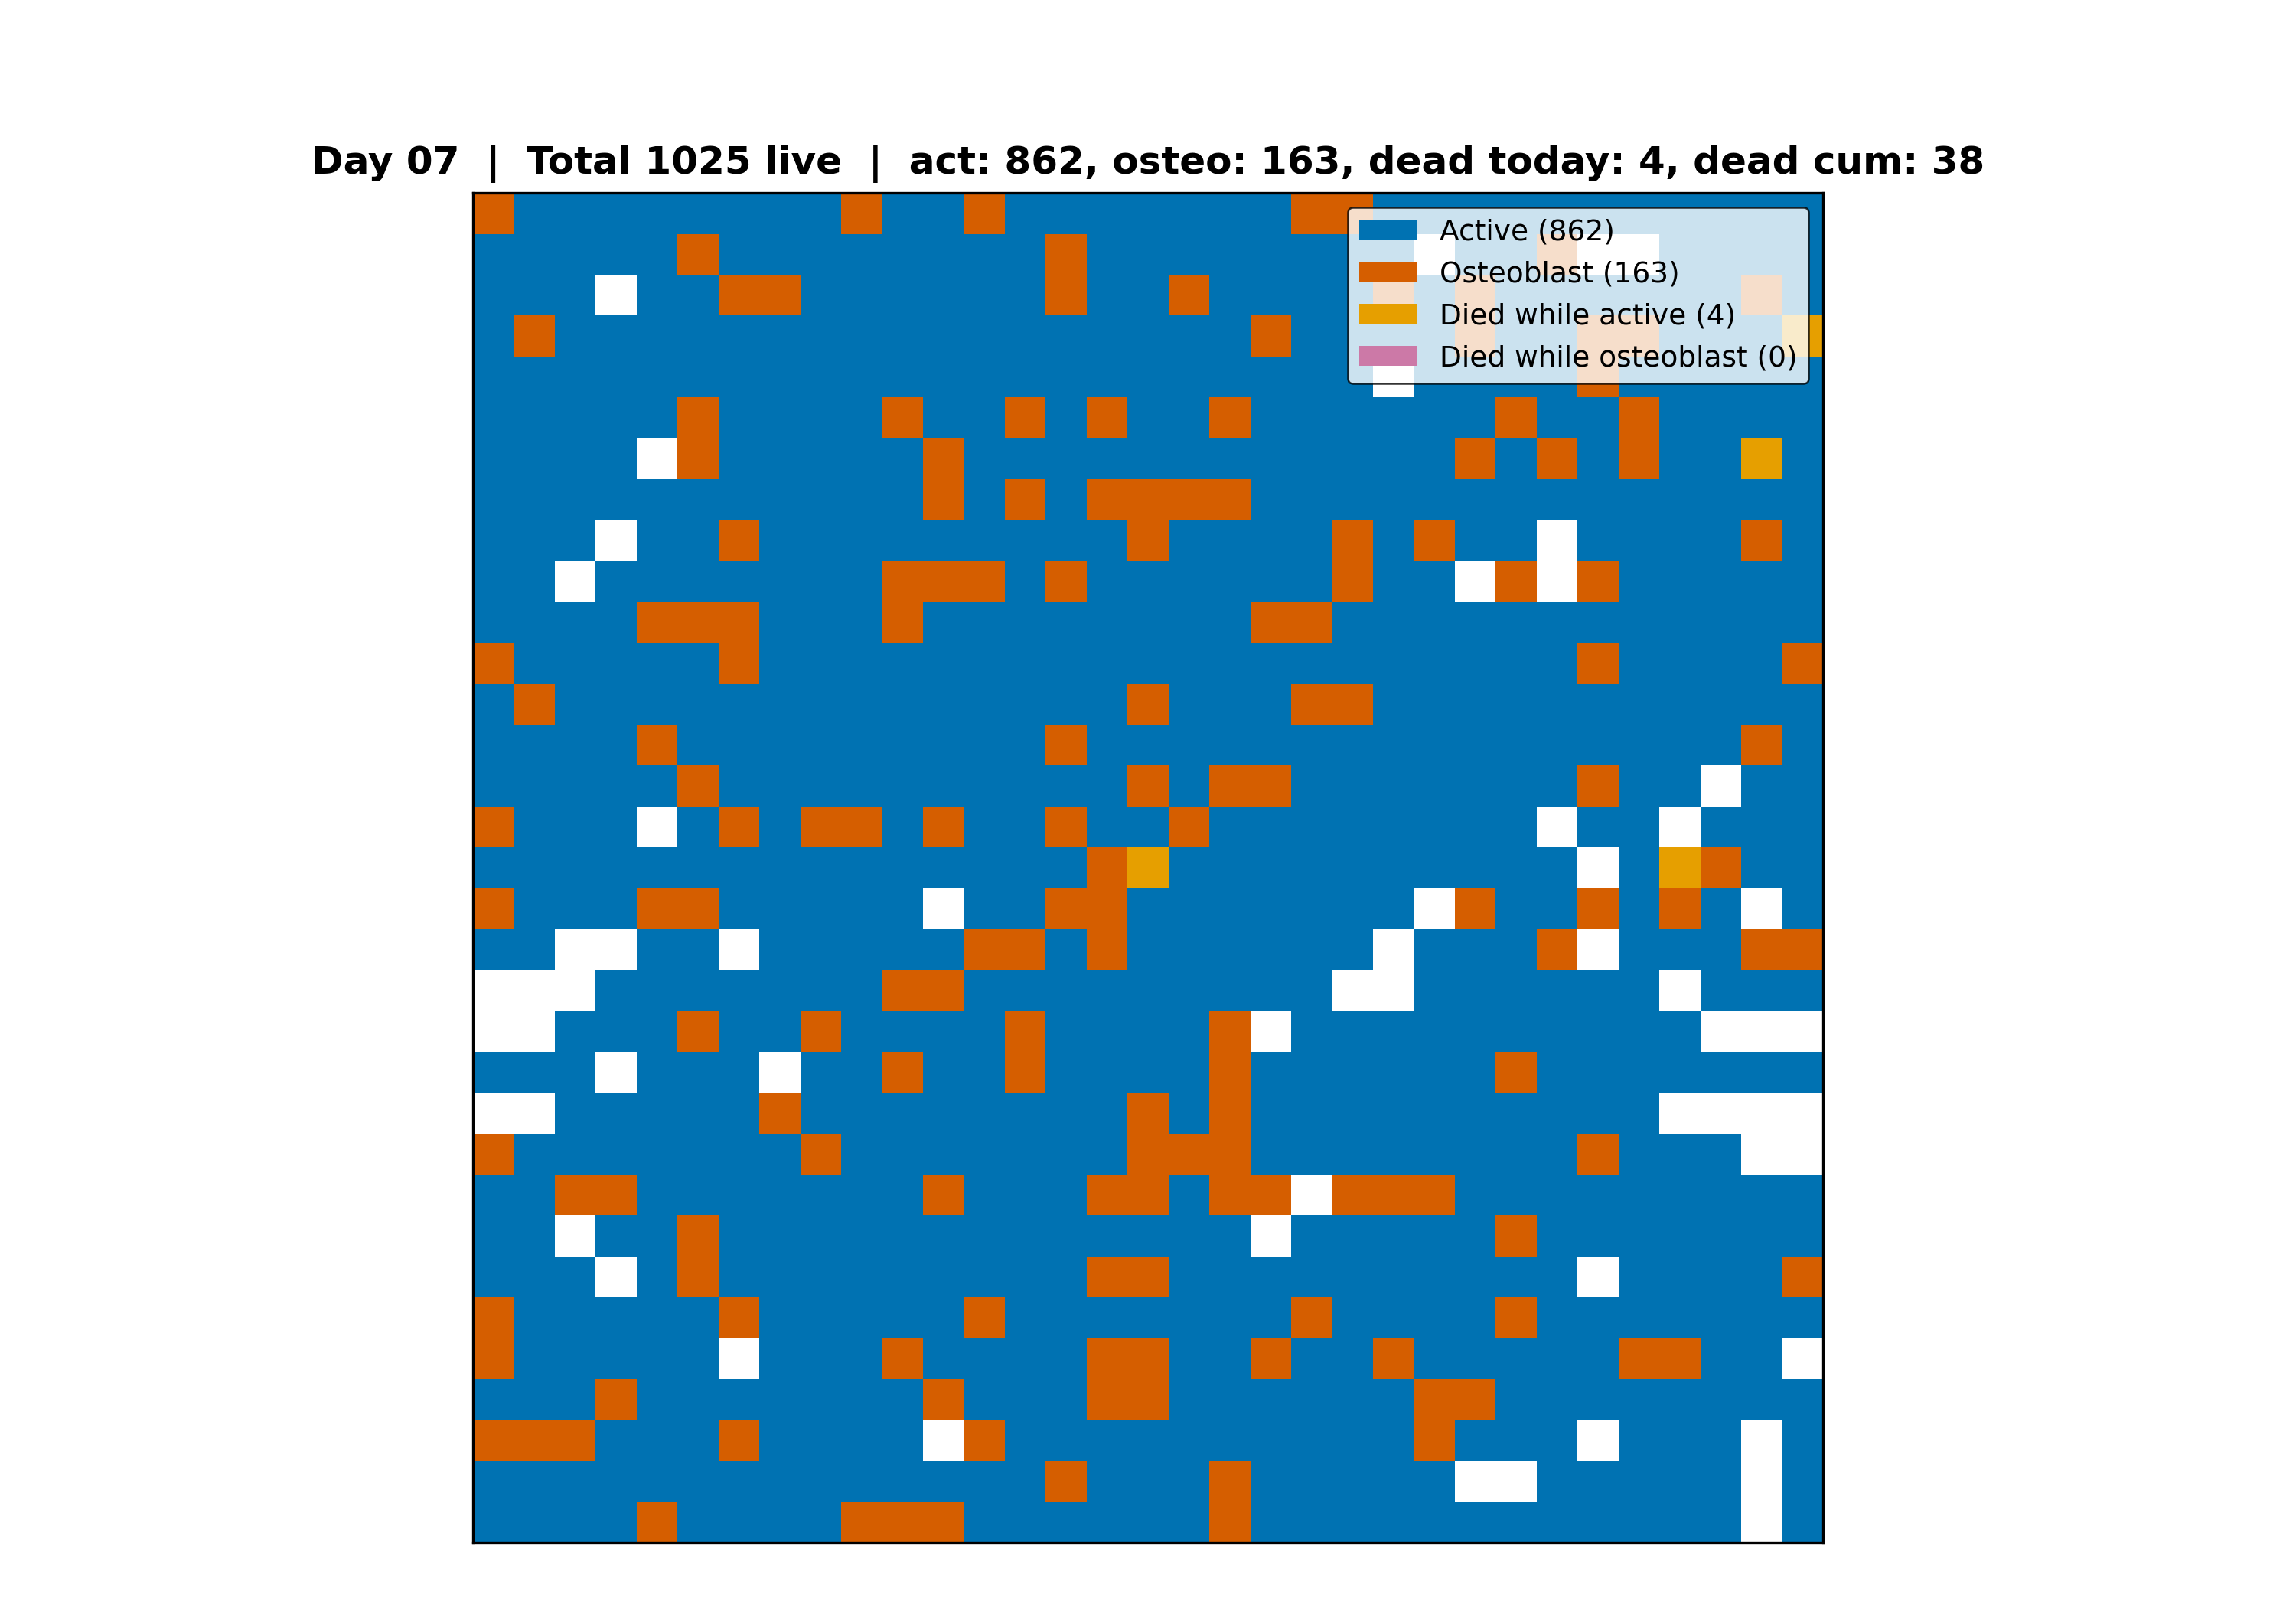 Day 07 | Total 1025 live | act: 862, osteo: 163, dead today: 4, dead cum: 38
Active (862)
Osteoblast (163)
Died while active (4)
Died while osteoblast (0)